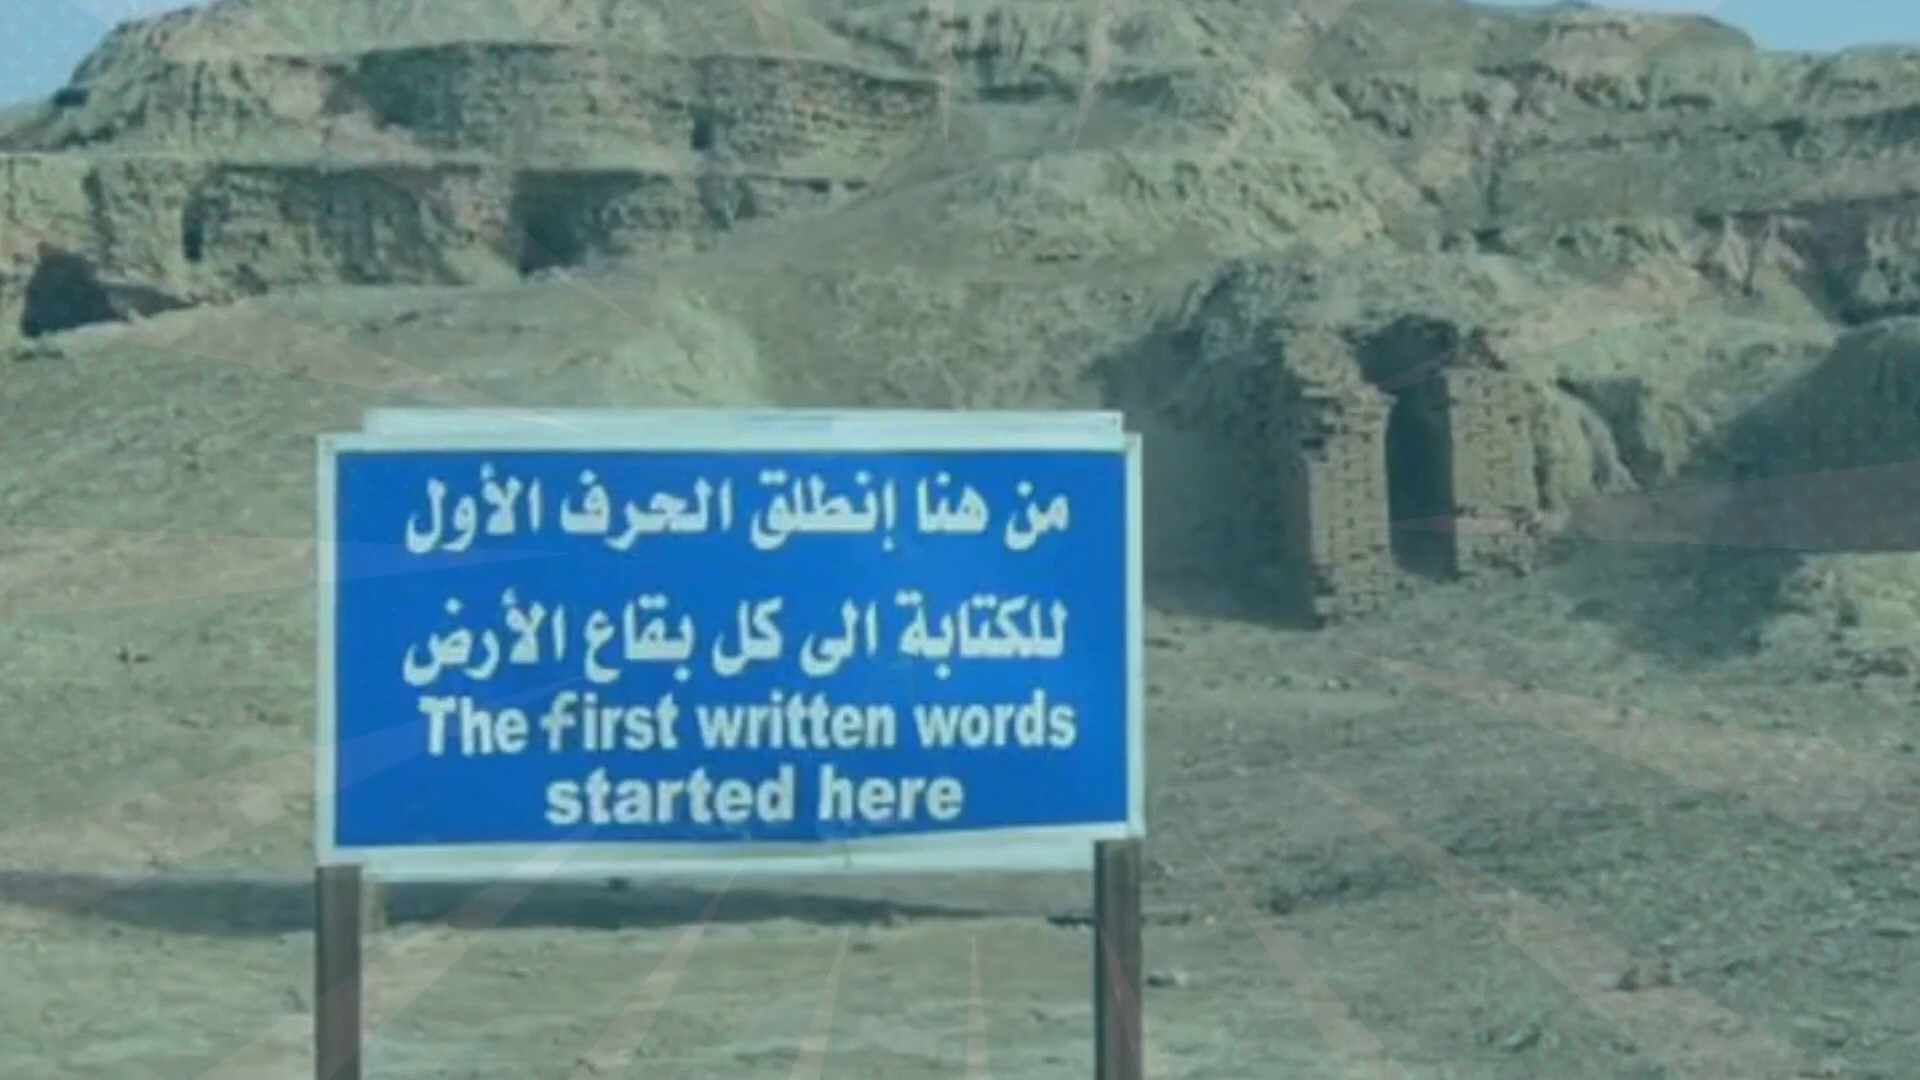 من هنا إنطلق الحرف الأول
للكتابة الى كل بقاع الأرض
The first written words
started here